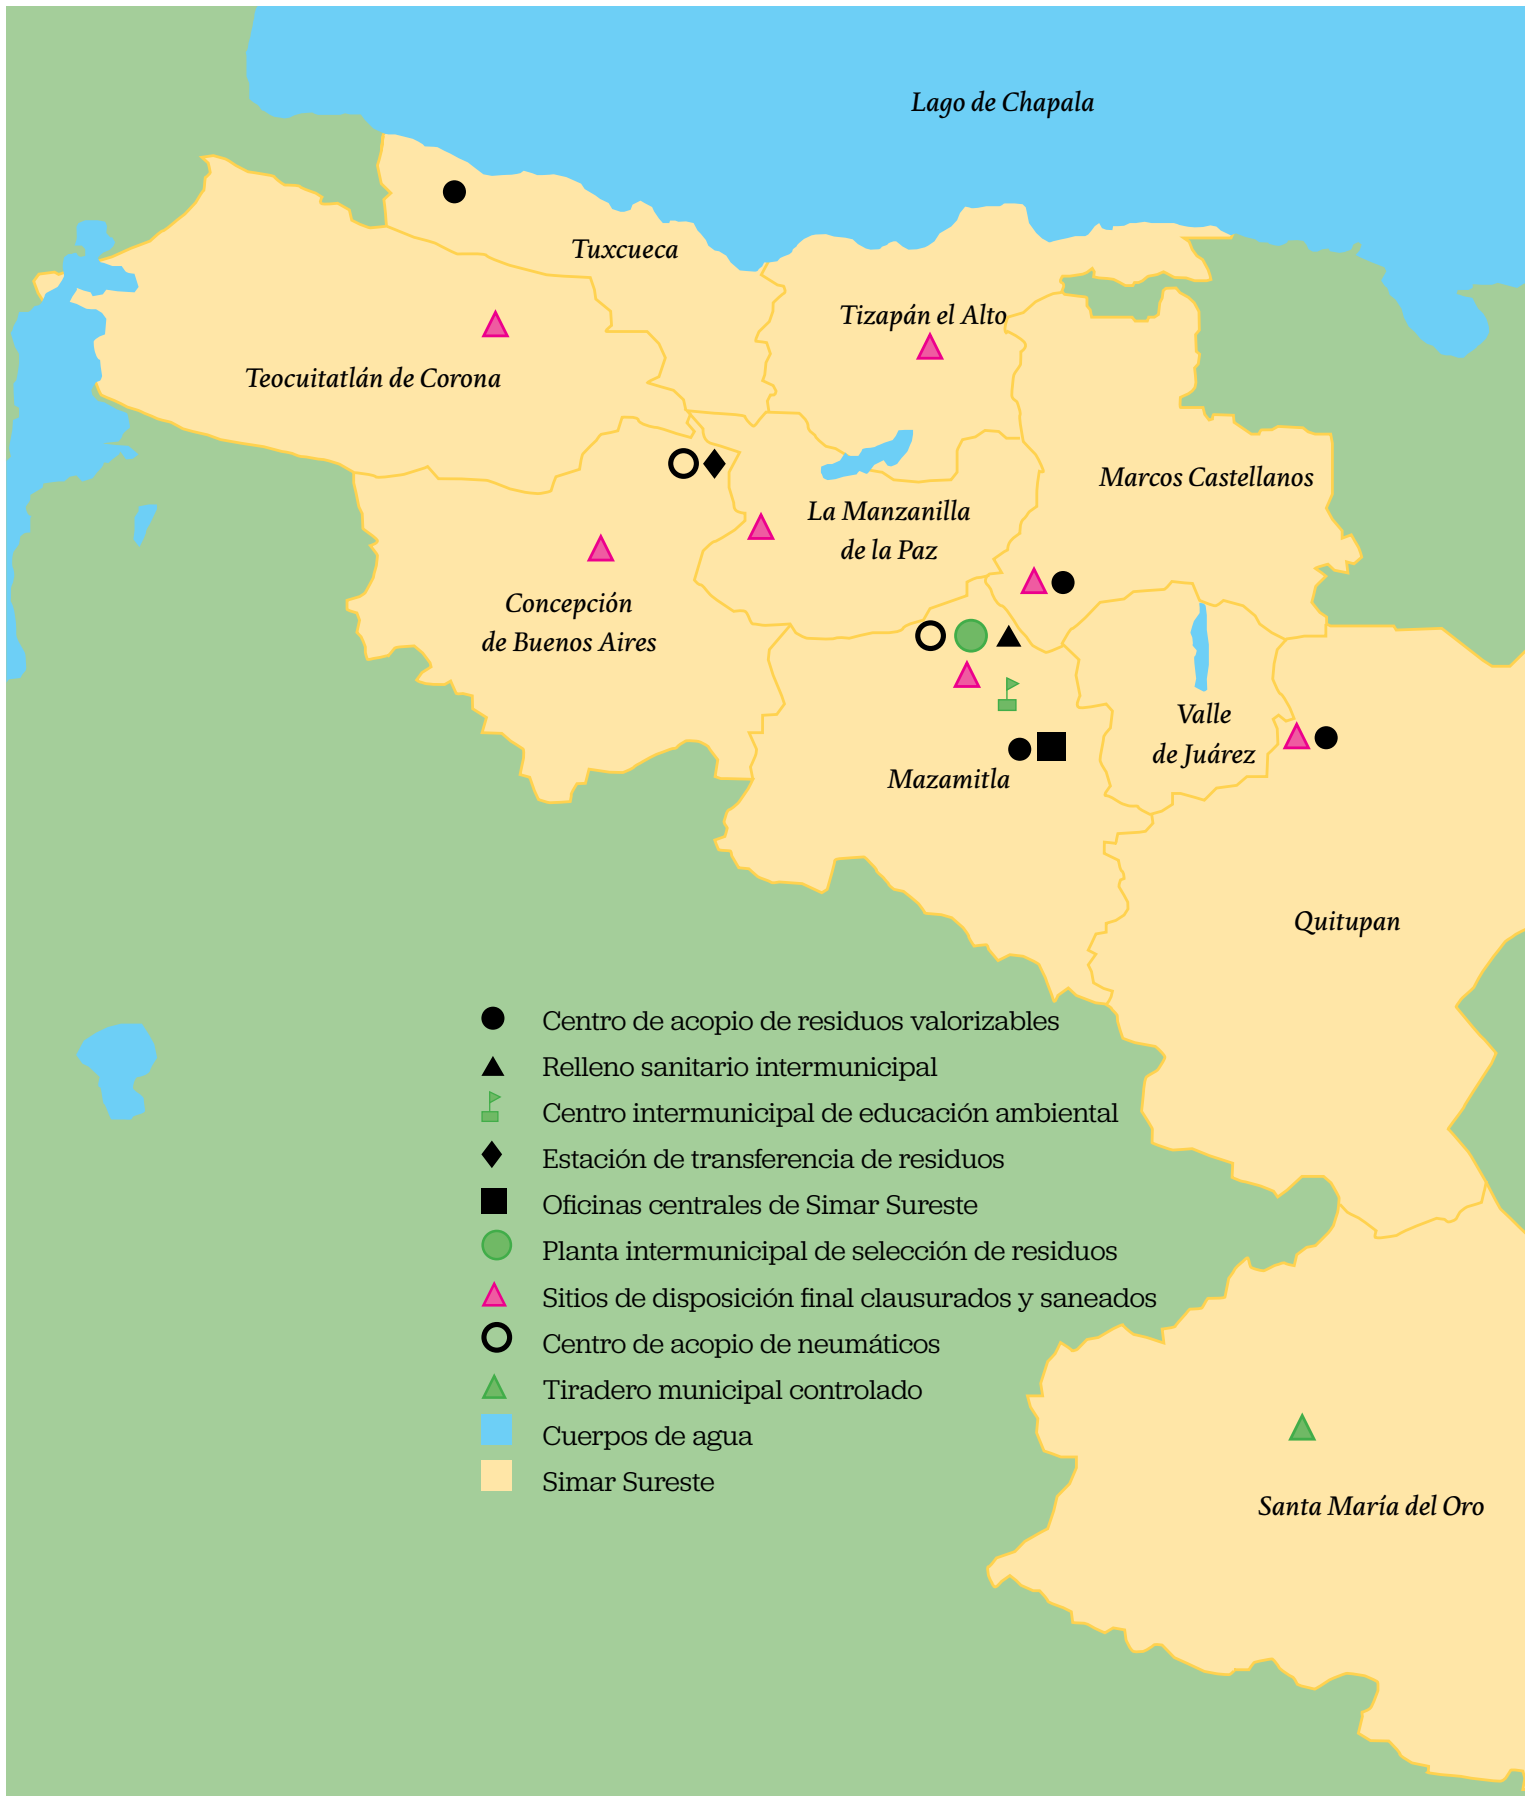 Lago de Chapala
Tuxcueca
Tizapán el Alto
Teocuitatlán de Corona
Marcos Castellanos
La Manzanilla
de la Paz
Concepción
de Buenos Aires
Valle
de Juárez
Mazamitla
Quitupan
Centro de acopio de residuos valorizables
Relleno sanitario intermunicipal
Centro intermunicipal de educación ambiental
Estación de transferencia de residuos
Oficinas centrales de Simar Sureste
Planta intermunicipal de selección de residuos
Sitios de disposición final clausurados y saneados
Centro de acopio de neumáticos
Tiradero municipal controlado
Cuerpos de agua
Simar Sureste
Santa María del Oro